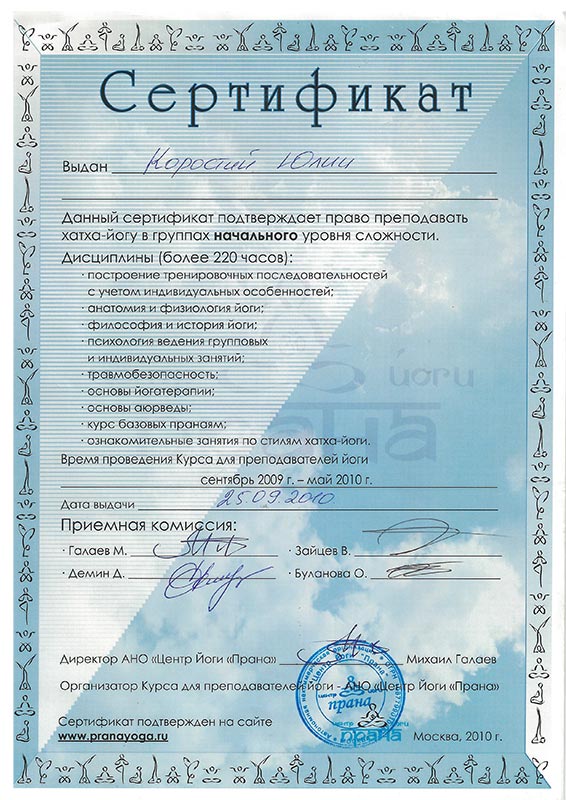 Сертификат
Выдан Коростий Юлии
Данный сертификат подтверждает право преподавать
хатха-йогу в группах начального уровня сложности.
Дисциплины (более 220 часов):
· построение тренировочных последовательностей
с учетом индивидуальных особенностей;
· анатомия и физиология йоги;
· философия и история йоги;
· психология ведения групповых
и индивидуальных занятий;
· травмобезопасность;
· основы йогатерапии;
· основы аюрведы;
· курс базовых пранаям;
· ознакомительные занятия по стилям хатха-йоги.
Время проведения Курса для преподавателей йоги
сентябрь 2009 г. – май 2010 г.
Дата выдачи 25.09.2010
Приемная комиссия:
· Галаев М. · Зайцев В.
· Демин Д. · Буланова О.
Директор АНО «Центр Йоги «Прана» Михаил Галаев
Организатор Курса для преподавателей йоги - АНО «Центр Йоги «Прана»
центр
прана
Сертификат подтвержден на сайте
www.pranayoga.ru
центр йоги
прана
Москва, 2010 г.